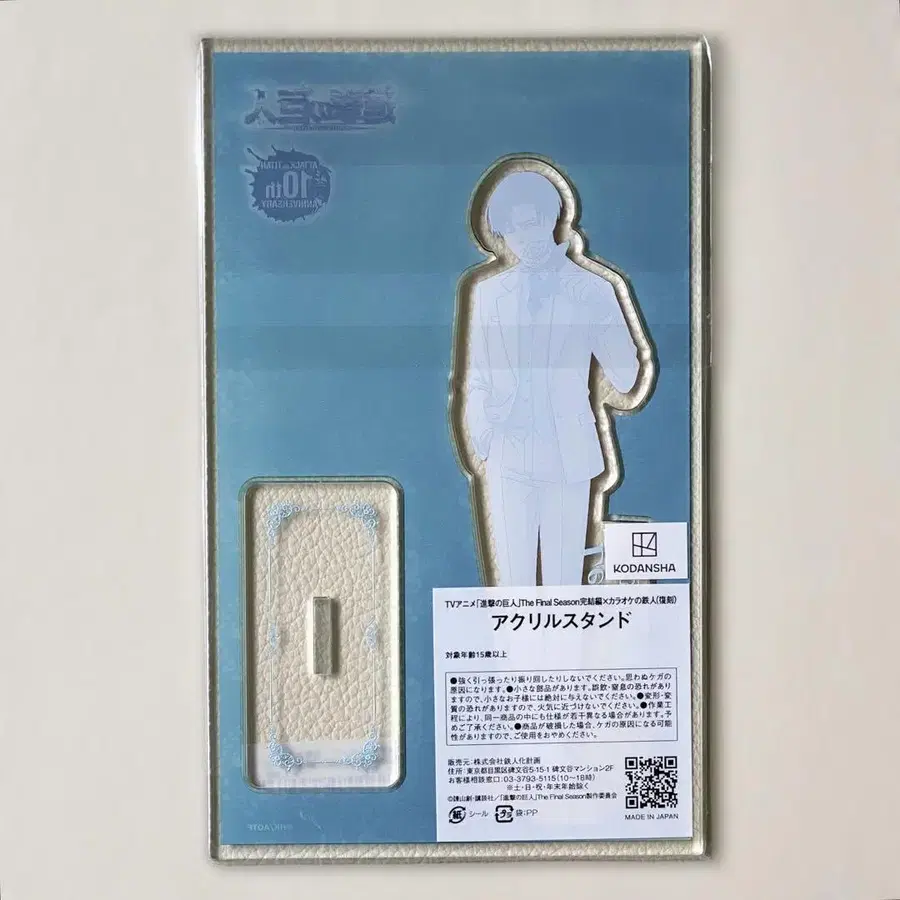 進撃の巨人
ATTACK ON TITAN
10th
ANNIVERSARY
KODANSHA
TVアニメ「進撃の巨人」The Final Season完結編×カラオケの鉄人(復刻)
アクリルスタンド
対象年齢15歳以上
●強く引っ張ったり振り回したりしないでください。思わぬケガの
原因になります。●小さな部品があります。誤飲・窒息の恐れがありま
すので、小さなお子様には絶対に与えないでください。●変形・変
質の恐れがありますので、火気に近づけないでください。●作業工
程により、同一商品の中にも仕様が若干異なる場合があります。予
めご了承ください。●商品が破損した場合、ケガの原因になる可能
性がありますので、ご使用をおやめください。
販売元:株式会社鉄人化計画
住所:東京都目黒区碑文谷5-15-1 碑文谷マンション2F
お客様相談窓口:03-3793-5115(10～18時)
※土・日・祝・年末年始除く
©諫山創・講談社/「進撃の巨人」The Final Season製作委員会
紙 シール プラ 袋:PP
MADE IN JAPAN